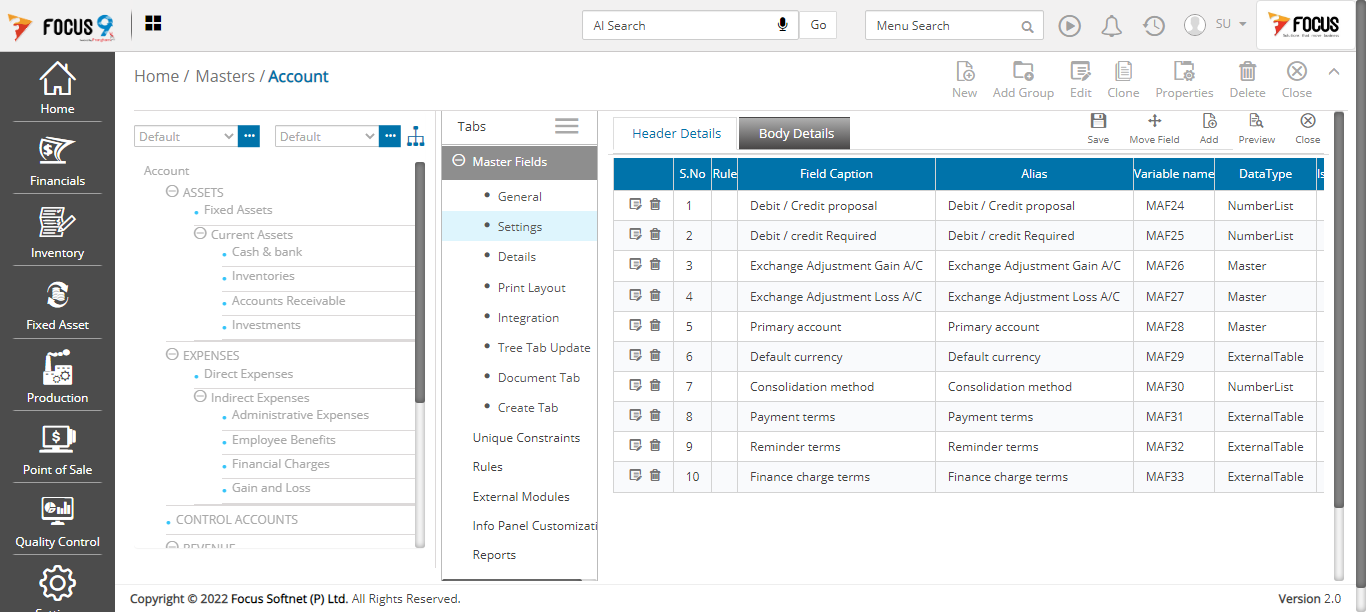 FOCUS 9
AI Search
Go
Menu Search
SU
FOCUS
Home
Financials
Inventory
Fixed Asset
Production
Point of Sale
Quality Control
Home / Masters / Account
New
Add Group
Edit
Clone
Properties
Delete
Close
Default
Default
Account
ASSETS
Fixed Assets
Current Assets
Cash & bank
Inventories
Accounts Receivable
Investments
EXPENSES
Direct Expenses
Indirect Expenses
Administrative Expenses
Employee Benefits
Financial Charges
Gain and Loss
CONTROL ACCOUNTS
REVENUE
Tabs
Master Fields
General
Settings
Details
Print Layout
Integration
Tree Tab Update
Document Tab
Create Tab
Unique Constraints
Rules
External Modules
Info Panel Customizati
Reports
Header Details
Body Details
Save
Move Field
Add
Preview
Close
S.No Rule Field Caption Alias Variable name DataType Is
1 Debit / Credit proposal Debit / Credit proposal MAF24 NumberList
2 Debit / credit Required Debit / credit Required MAF25 NumberList
3 Exchange Adjustment Gain A/C Exchange Adjustment Gain A/C MAF26 Master
4 Exchange Adjustment Loss A/C Exchange Adjustment Loss A/C MAF27 Master
5 Primary account Primary account MAF28 Master
6 Default currency Default currency MAF29 ExternalTable
7 Consolidation method Consolidation method MAF30 NumberList
8 Payment terms Payment terms MAF31 ExternalTable
9 Reminder terms Reminder terms MAF32 ExternalTable
10 Finance charge terms Finance charge terms MAF33 ExternalTable
Copyright © 2022 Focus Softnet (P) Ltd. All Rights Reserved.
Version 2.0